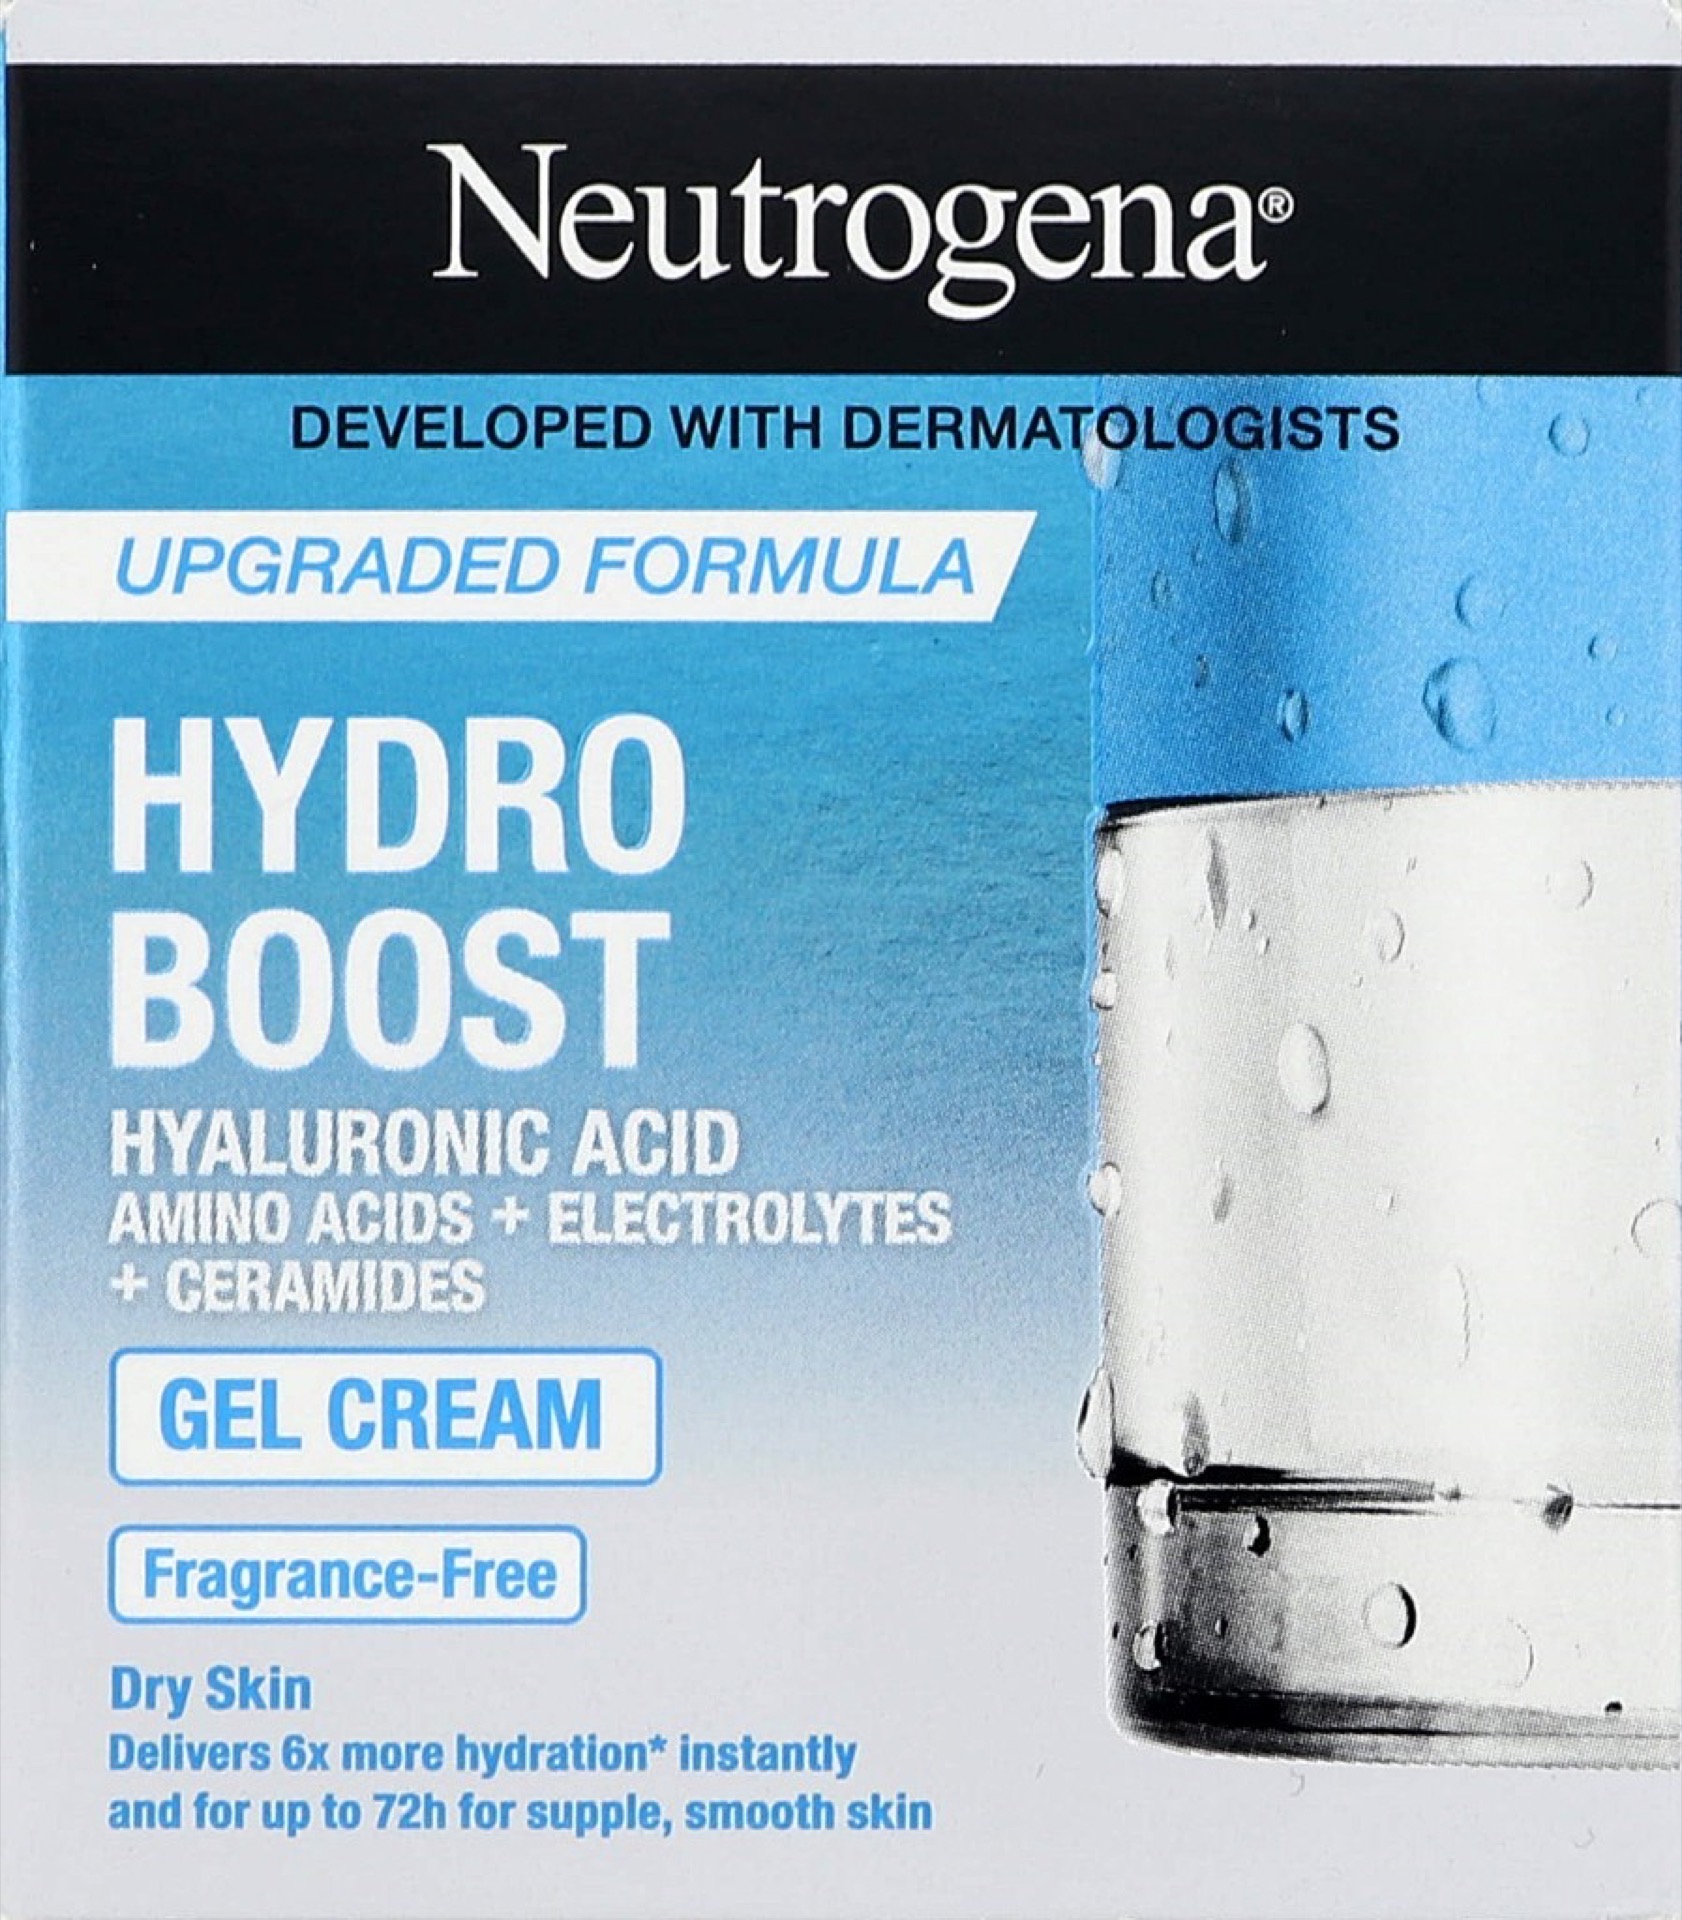 Neutrogena®
DEVELOPED WITH DERMATOLOGISTS
UPGRADED FORMULA
HYDRO
BOOST
HYALURONIC ACID
AMINO ACIDS + ELECTROLYTES
+ CERAMIDES
GEL CREAM
Fragrance-Free
Dry Skin
Delivers 6x more hydration* instantly
and for up to 72h for supple, smooth skin